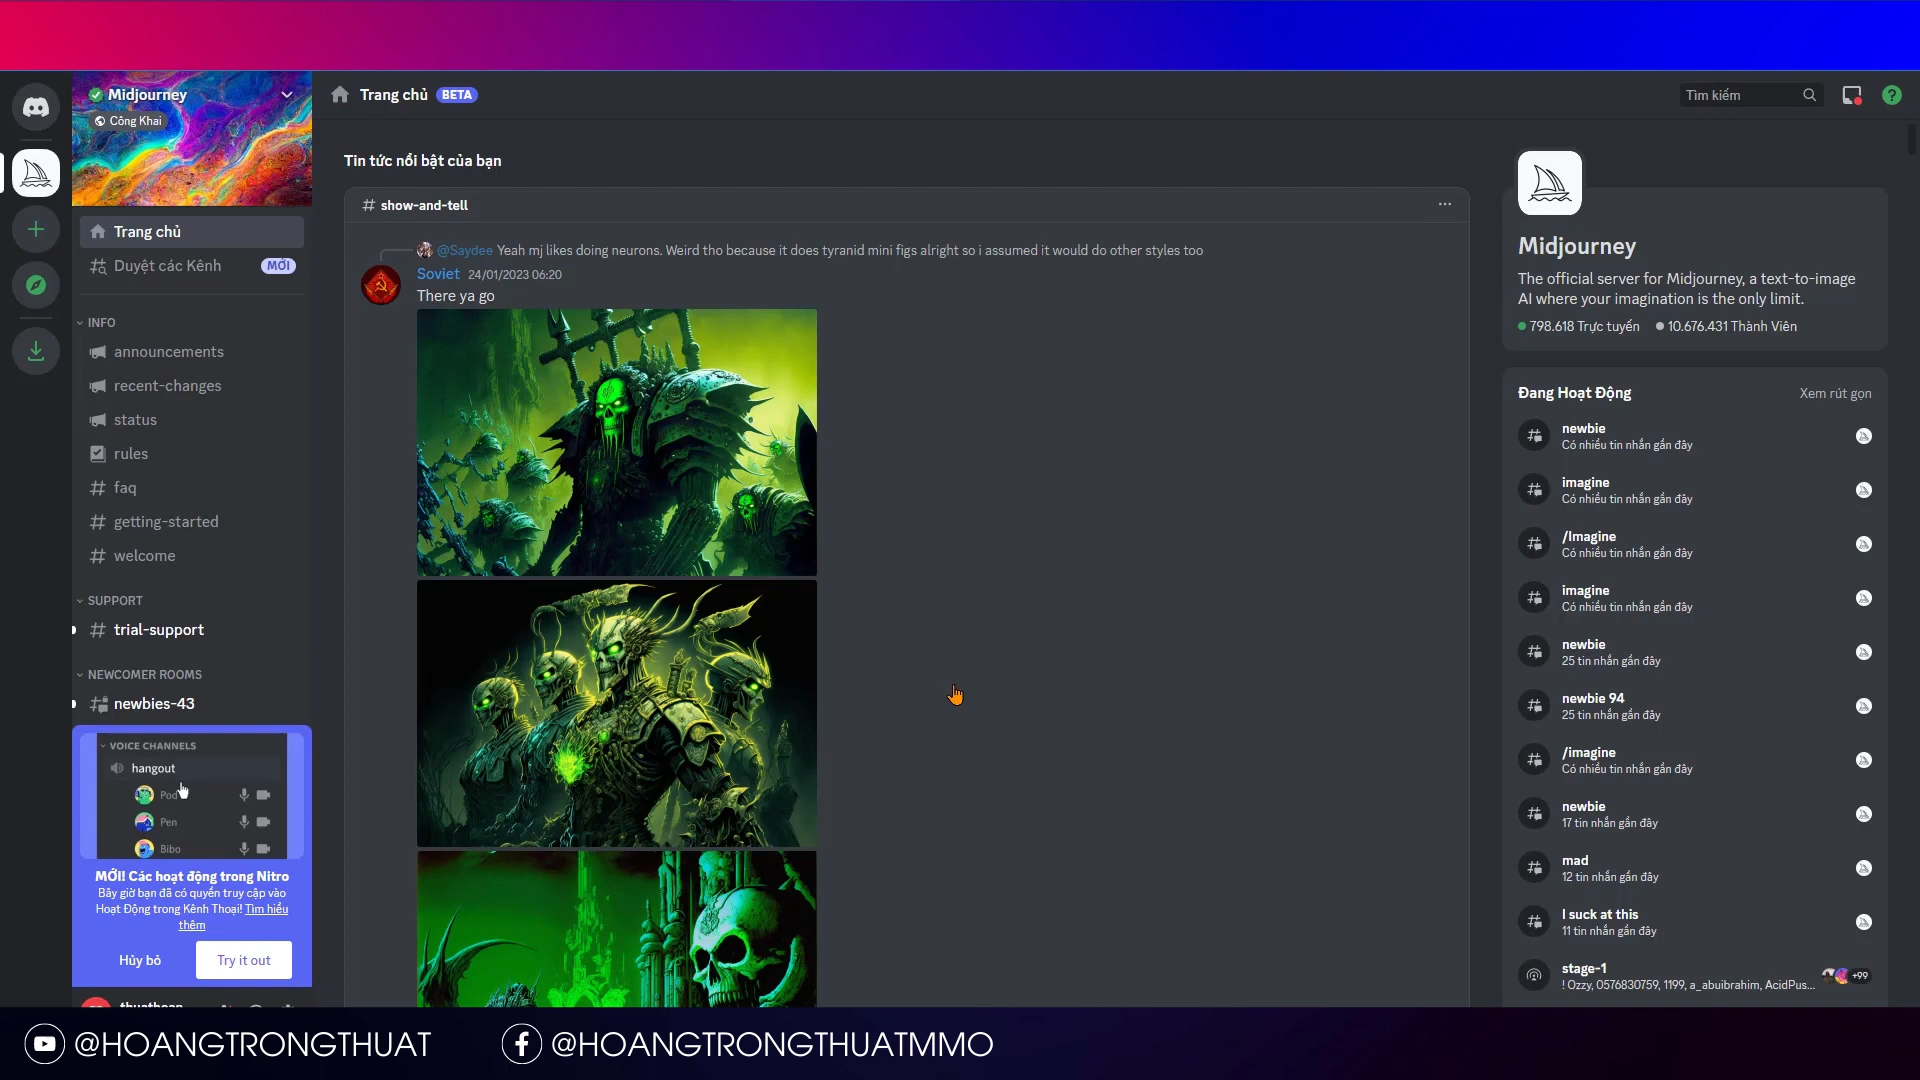 Midjourney
Công Khai
Trang chủ
Duyệt các Kênh MỚI
INFO
announcements
recent-changes
status
rules
faq
getting-started
welcome
SUPPORT
trial-support
NEWCOMER ROOMS
newbies-43
VOICE CHANNELS
hangout
Pod
Pen
Bibo
MỚI! Các hoạt động trong Nitro
Bây giờ bạn đã có quyền truy cập vào
Hoạt Động trong Kênh Thoại! Tìm hiểu
thêm
Hủy bỏ Try it out
Trang chủ BETA
Tìm kiếm
Tin tức nổi bật của bạn
# show-and-tell
@Saydee Yeah mj likes doing neurons. Weird tho because it does tyranid mini figs alright so i assumed it would do other styles too
Soviet 24/01/2023 06:20
There ya go
Midjourney
The official server for Midjourney, a text-to-image
AI where your imagination is the only limit.
798.618 Trực tuyến 10.676.431 Thành Viên
Đang Hoạt Động Xem rút gọn
newbie
Có nhiều tin nhắn gần đây
imagine
Có nhiều tin nhắn gần đây
/Imagine
Có nhiều tin nhắn gần đây
imagine
Có nhiều tin nhắn gần đây
newbie
25 tin nhắn gần đây
newbie 94
25 tin nhắn gần đây
/imagine
Có nhiều tin nhắn gần đây
newbie
17 tin nhắn gần đây
mad
12 tin nhắn gần đây
I suck at this
11 tin nhắn gần đây
stage-1
! Ozzy, 0576830759, 1199, a_abuibrahim, AcidPus... +99
@HOANGTRONGTHUAT @HOANGTRONGTHUATMMO